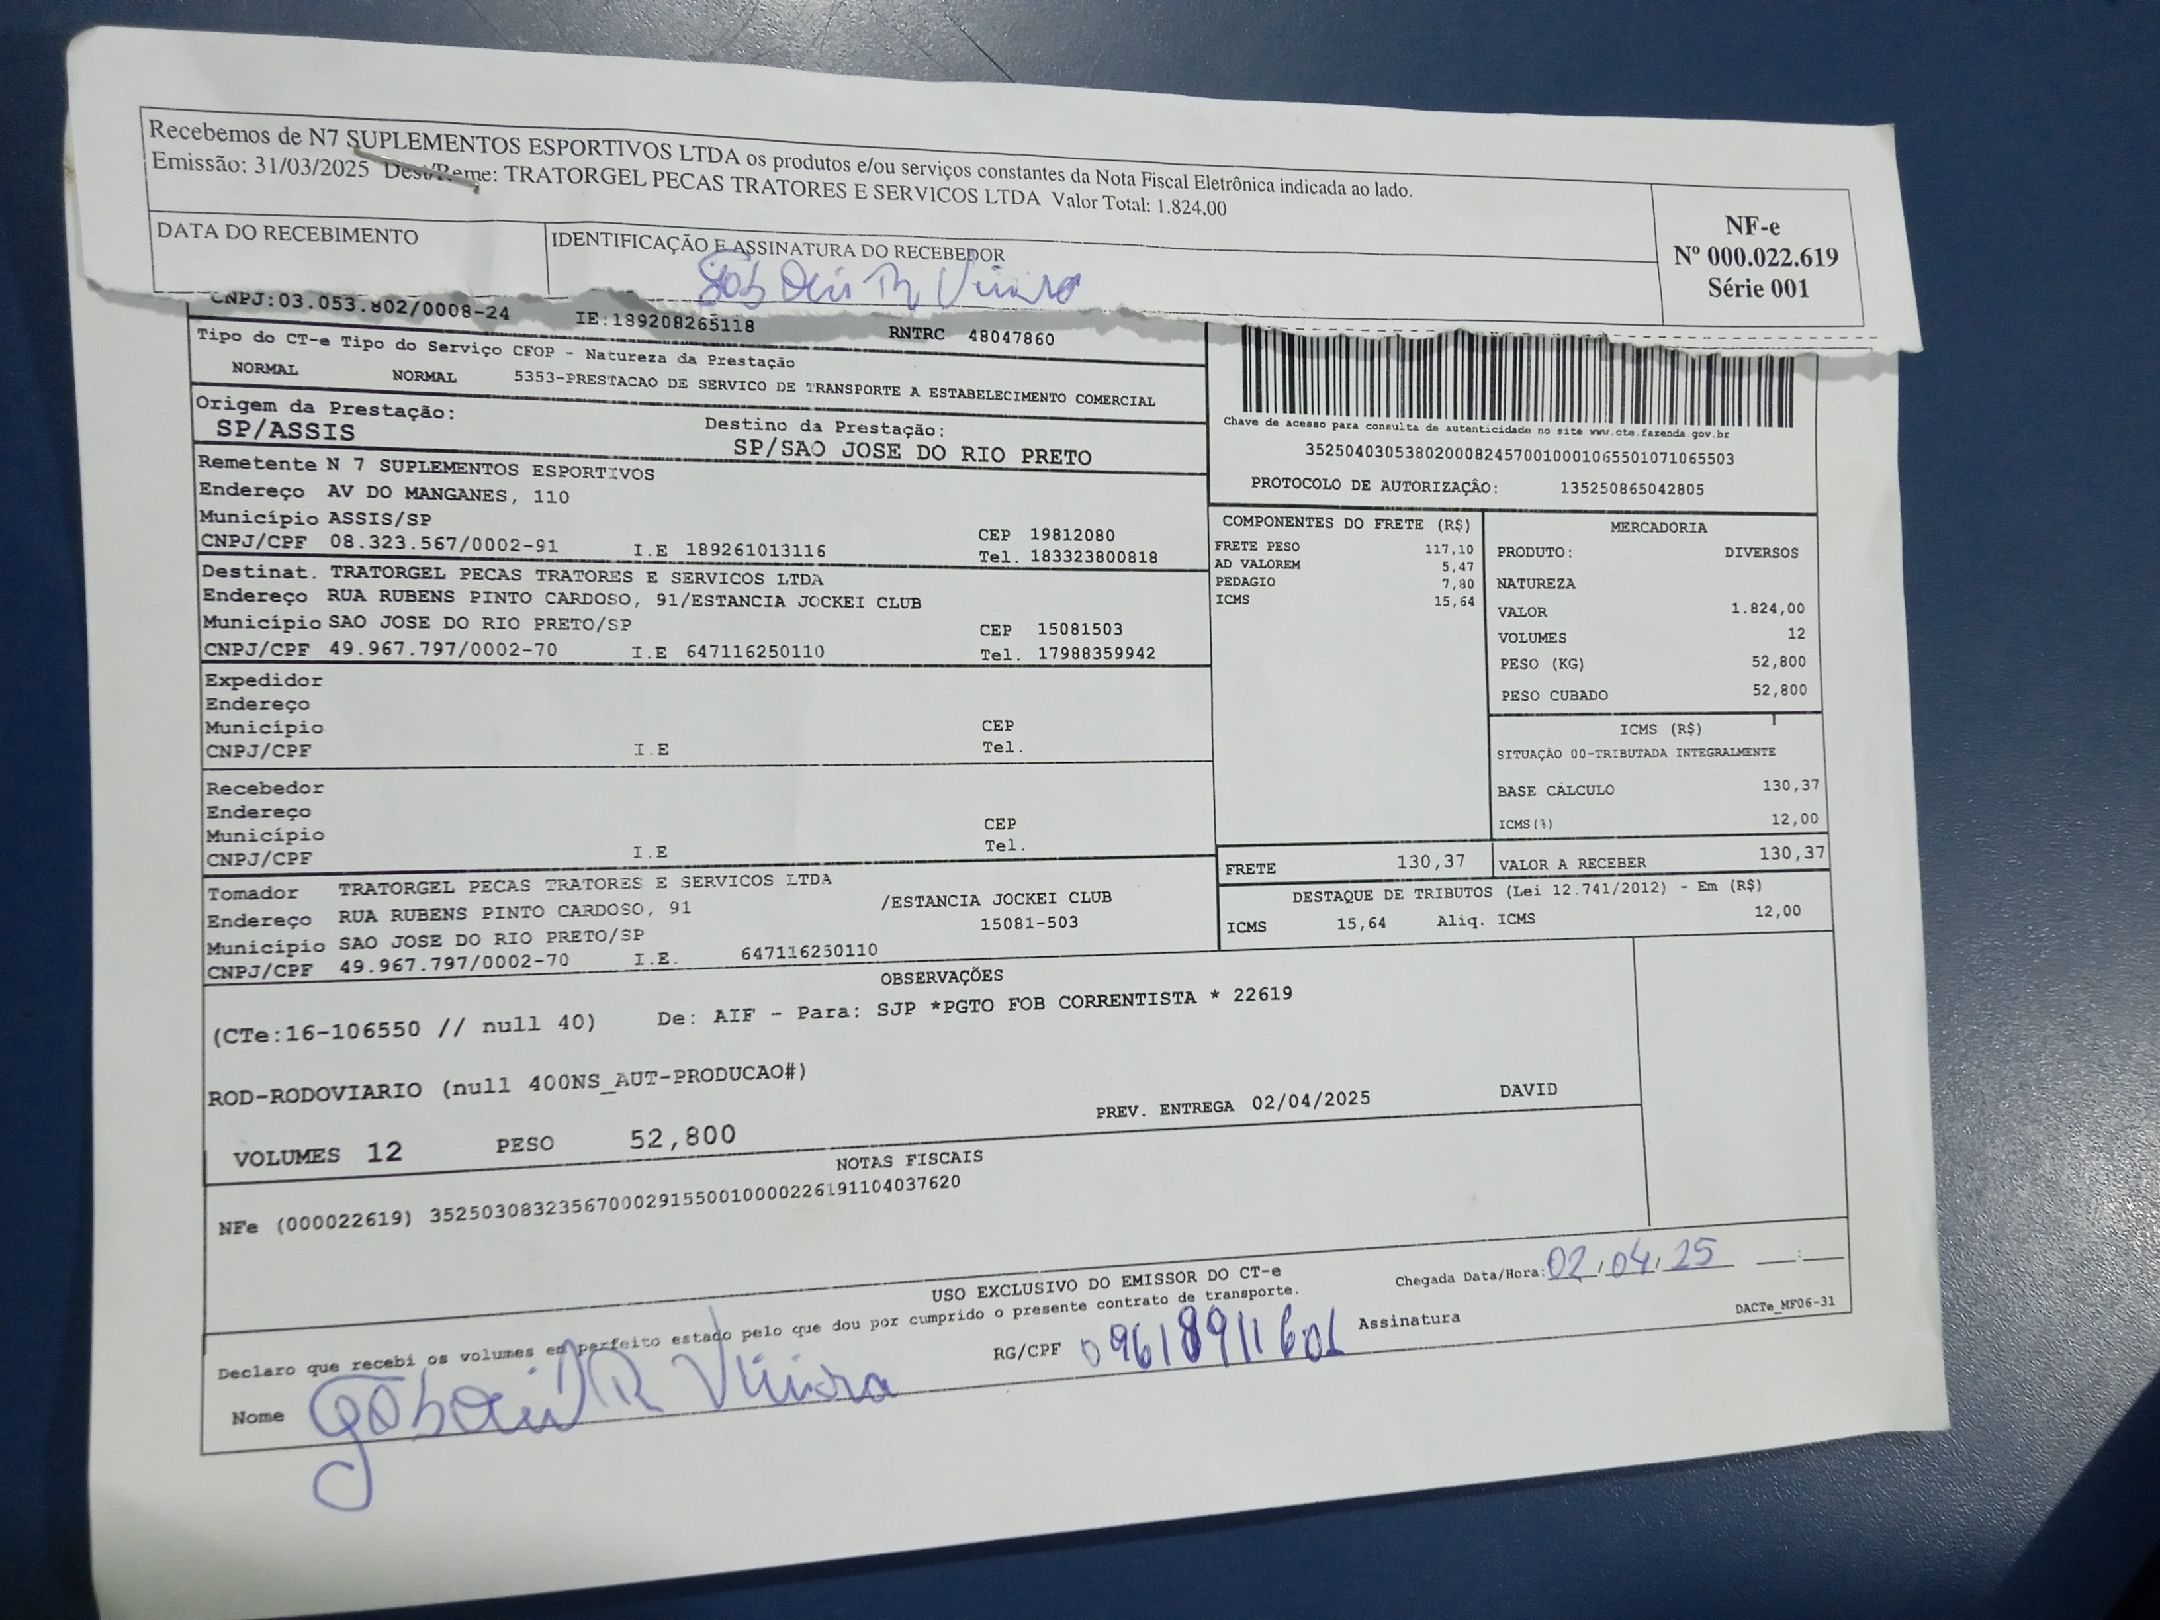 Recebemos de N7 SUPLEMENTOS ESPORTIVOS LTDA os produtos e/ou serviços constantes da Nota Fiscal Eletrônica indicada ao lado.
Emissão: 31/03/2025 Dest/Reme: TRATORGEL PECAS TRATORES E SERVICOS LTDA Valor Total: 1.824,00
NF-e
Nº 000.022.619
Série 001
DATA DO RECEBIMENTO
IDENTIFICAÇÃO E ASSINATURA DO RECEBEDOR
CNPJ:03.053.802/0008-24 IE:189208265118 RNTRC 48047860
Tipo do CT-e Tipo do Serviço CFOP - Natureza da Prestação
NORMAL NORMAL 5353-PRESTACAO DE SERVICO DE TRANSPORTE A ESTABELECIMENTO COMERCIAL
Origem da Prestação: Destino da Prestação:
SP/ASSIS SP/SAO JOSE DO RIO PRETO
Chave de acesso para consulta de autenticidade no site www.cte.fazenda.gov.br
35250403053802000824570010001065501071065503
PROTOCOLO DE AUTORIZAÇÂO: 135250865042805
Remetente N 7 SUPLEMENTOS ESPORTIVOS
Endereço AV DO MANGANES, 110
Município ASSIS/SP CEP 19812080
CNPJ/CPF 08.323.567/0002-91 I.E 189261013116 Tel. 183323800818
Destinat. TRATORGEL PECAS TRATORES E SERVICOS LTDA
Endereço RUA RUBENS PINTO CARDOSO, 91/ESTANCIA JOCKEI CLUB
Município SAO JOSE DO RIO PRETO/SP CEP 15081503
CNPJ/CPF 49.967.797/0002-70 I.E 647116250110 Tel. 17988359942
Expedidor
Endereço
Município CEP
CNPJ/CPF I.E Tel.
Recebedor
Endereço
Município CEP
CNPJ/CPF I.E Tel.
Tomador TRATORGEL PECAS TRATORES E SERVICOS LTDA
Endereço RUA RUBENS PINTO CARDOSO, 91 /ESTANCIA JOCKEI CLUB
Município SAO JOSE DO RIO PRETO/SP 15081-503
CNPJ/CPF 49.967.797/0002-70 I.E. 647116250110
COMPONENTES DO FRETE (R$)
FRETE PESO 117,10
AD VALOREM 5,47
PEDAGIO 7,80
ICMS 15,64
MERCADORIA
PRODUTO: DIVERSOS
NATUREZA
VALOR 1.824,00
VOLUMES 12
PESO (KG) 52,800
PESO CUBADO 52,800
ICMS (R$)
SITUAÇÃO 00-TRIBUTADA INTEGRALMENTE
BASE CÁLCULO 130,37
ICMS(%) 12,00
FRETE 130,37 VALOR A RECEBER 130,37
DESTAQUE DE TRIBUTOS (Lei 12.741/2012) - Em (R$)
ICMS 15,64 Aliq. ICMS 12,00
OBSERVAÇÕES
(CTe:16-106550 // null 40) De: AIF - Para: SJP *PGTO FOB CORRENTISTA * 22619
ROD-RODOVIARIO (null 400NS_AUT-PRODUCAO#)
VOLUMES 12 PESO 52,800 PREV. ENTREGA 02/04/2025 DAVID
NOTAS FISCAIS
NFe (000022619) 35250308323567000291550010000226191104037620
USO EXCLUSIVO DO EMISSOR DO CT-e
Chegada Data/Hora: 02/04/25 __:__
Declaro que recebi os volumes em perfeito estado pelo que dou por cumprido o presente contrato de transporte.
DACTe_MF06-31
Nome Vieira RG/CPF 09618911601 Assinatura